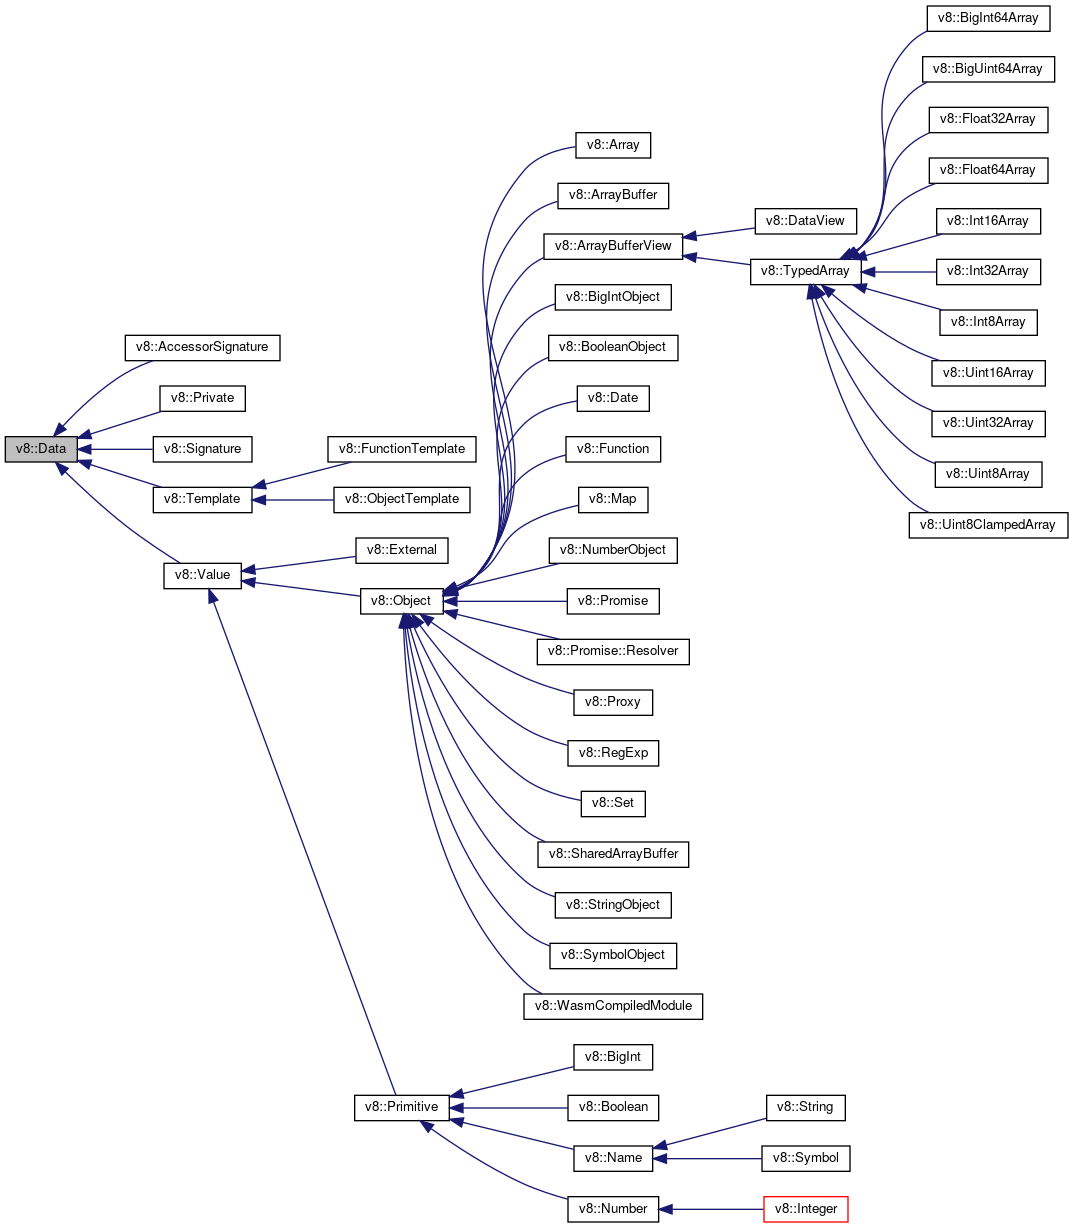 v8::BigInt64Array
v8::BigUint64Array
v8::Float32Array
v8::Array
v8::Float64Array
v8::ArrayBuffer
v8::DataView
v8::Int16Array
v8::ArrayBufferView
v8::TypedArray
v8::Int32Array
v8::BigIntObject
v8::Int8Array
v8::AccessorSignature
v8::BooleanObject
v8::Uint16Array
v8::Private
v8::Date
v8::Uint32Array
v8::Data
v8::Signature
v8::FunctionTemplate
v8::Function
v8::Uint8Array
v8::Template
v8::ObjectTemplate
v8::Map
v8::Uint8ClampedArray
v8::External
v8::NumberObject
v8::Value
v8::Object
v8::Promise
v8::Promise::Resolver
v8::Proxy
v8::RegExp
v8::Set
v8::SharedArrayBuffer
v8::StringObject
v8::SymbolObject
v8::WasmCompiledModule
v8::BigInt
v8::Primitive
v8::Boolean
v8::String
v8::Name
v8::Symbol
v8::Number
v8::Integer